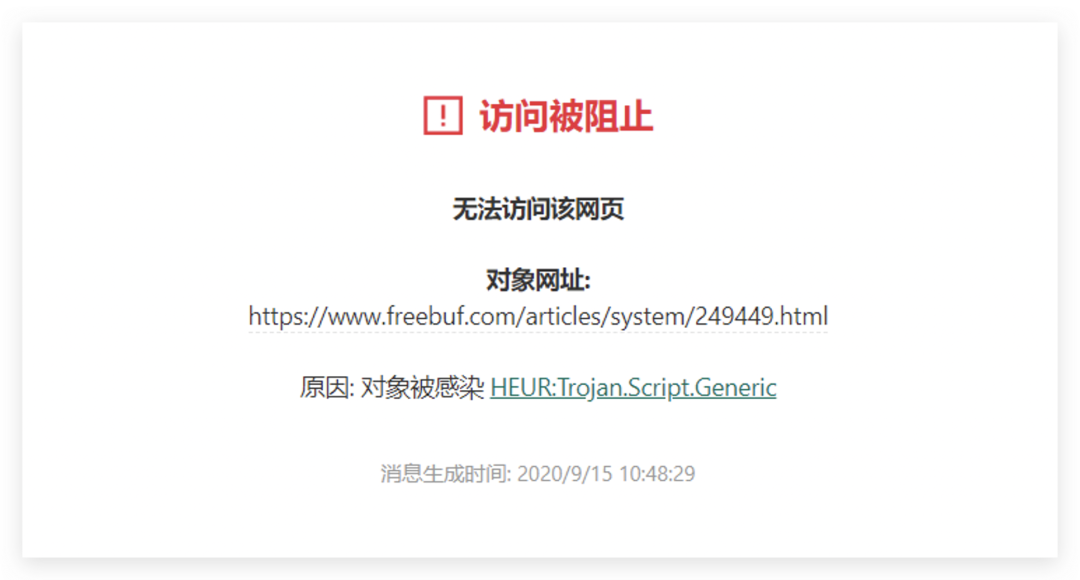 访问被阻止
无法访问该网页
对象网址:
https://www.freebuf.com/articles/system/249449.html
原因: 对象被感染 HEUR:Trojan.Script.Generic
消息生成时间: 2020/9/15 10:48:29